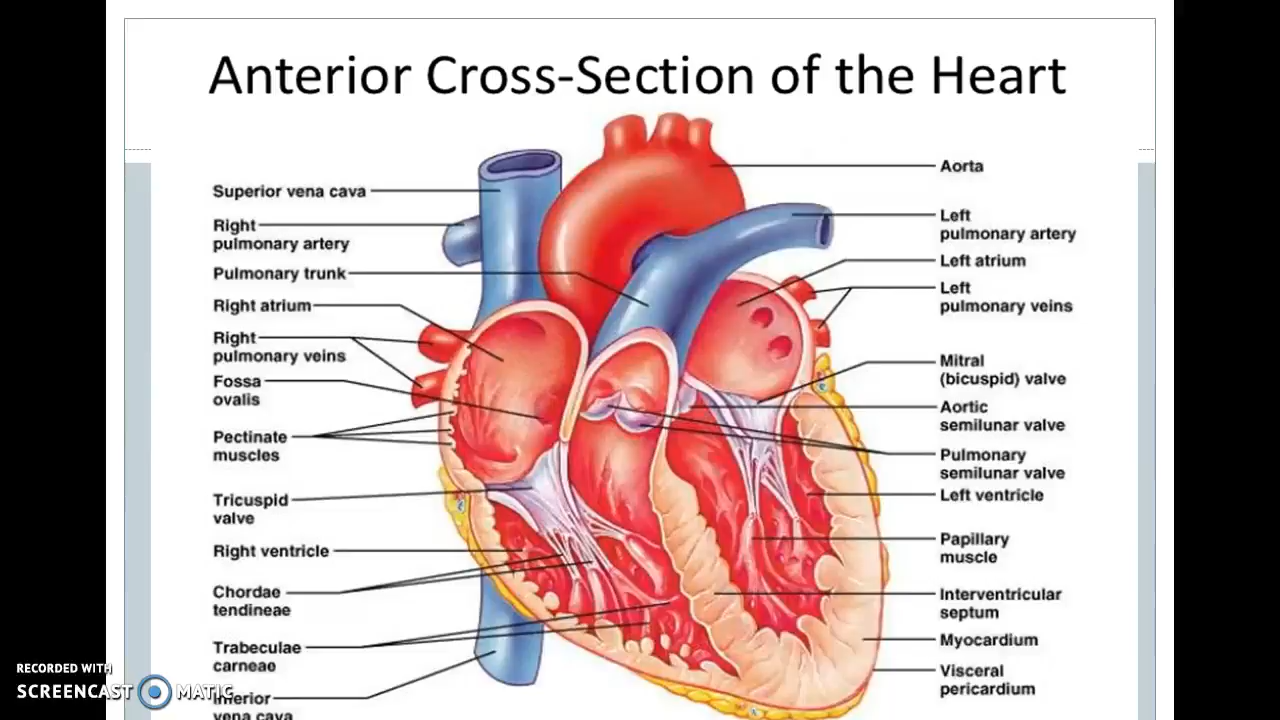 Anterior Cross-Section of the Heart
Superior vena cava
Right
pulmonary artery
Pulmonary trunk
Right atrium
Right
pulmonary veins
Fossa
ovalis
Pectinate
muscles
Tricuspid
valve
Right ventricle
Chordae
tendineae
Trabeculae
carneae
Inferior
vena cava
Aorta
Left
pulmonary artery
Left atrium
Left
pulmonary veins
Mitral
(bicuspid) valve
Aortic
semilunar valve
Pulmonary
semilunar valve
Left ventricle
Papillary
muscle
Interventricular
septum
Myocardium
Visceral
pericardium
RECORDED WITH
SCREENCAST MATIC